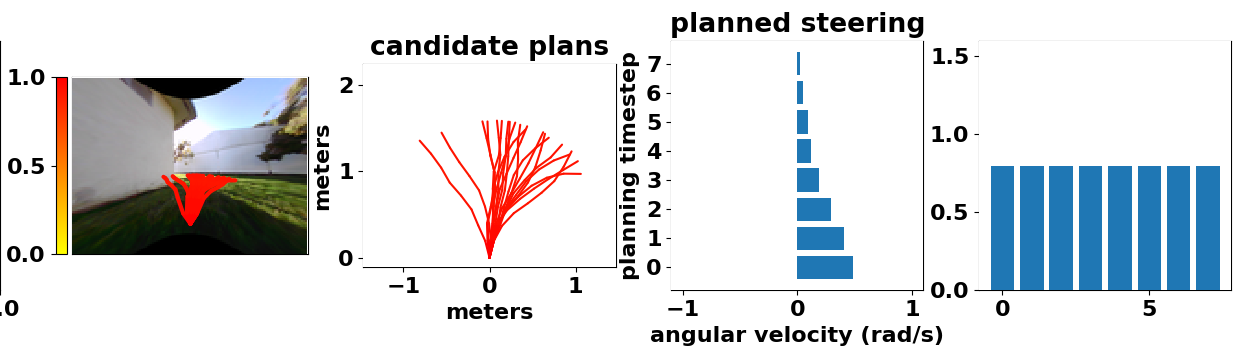 1.0
0.5
0.0
.0
candidate plans
meters
2
1
0
−1 0 1
meters
planned steering
planning timestep
7
6
5
4
3
2
1
0
−1 0 1
angular velocity (rad/s)
1.5
1.0
0.5
0.0
0 5